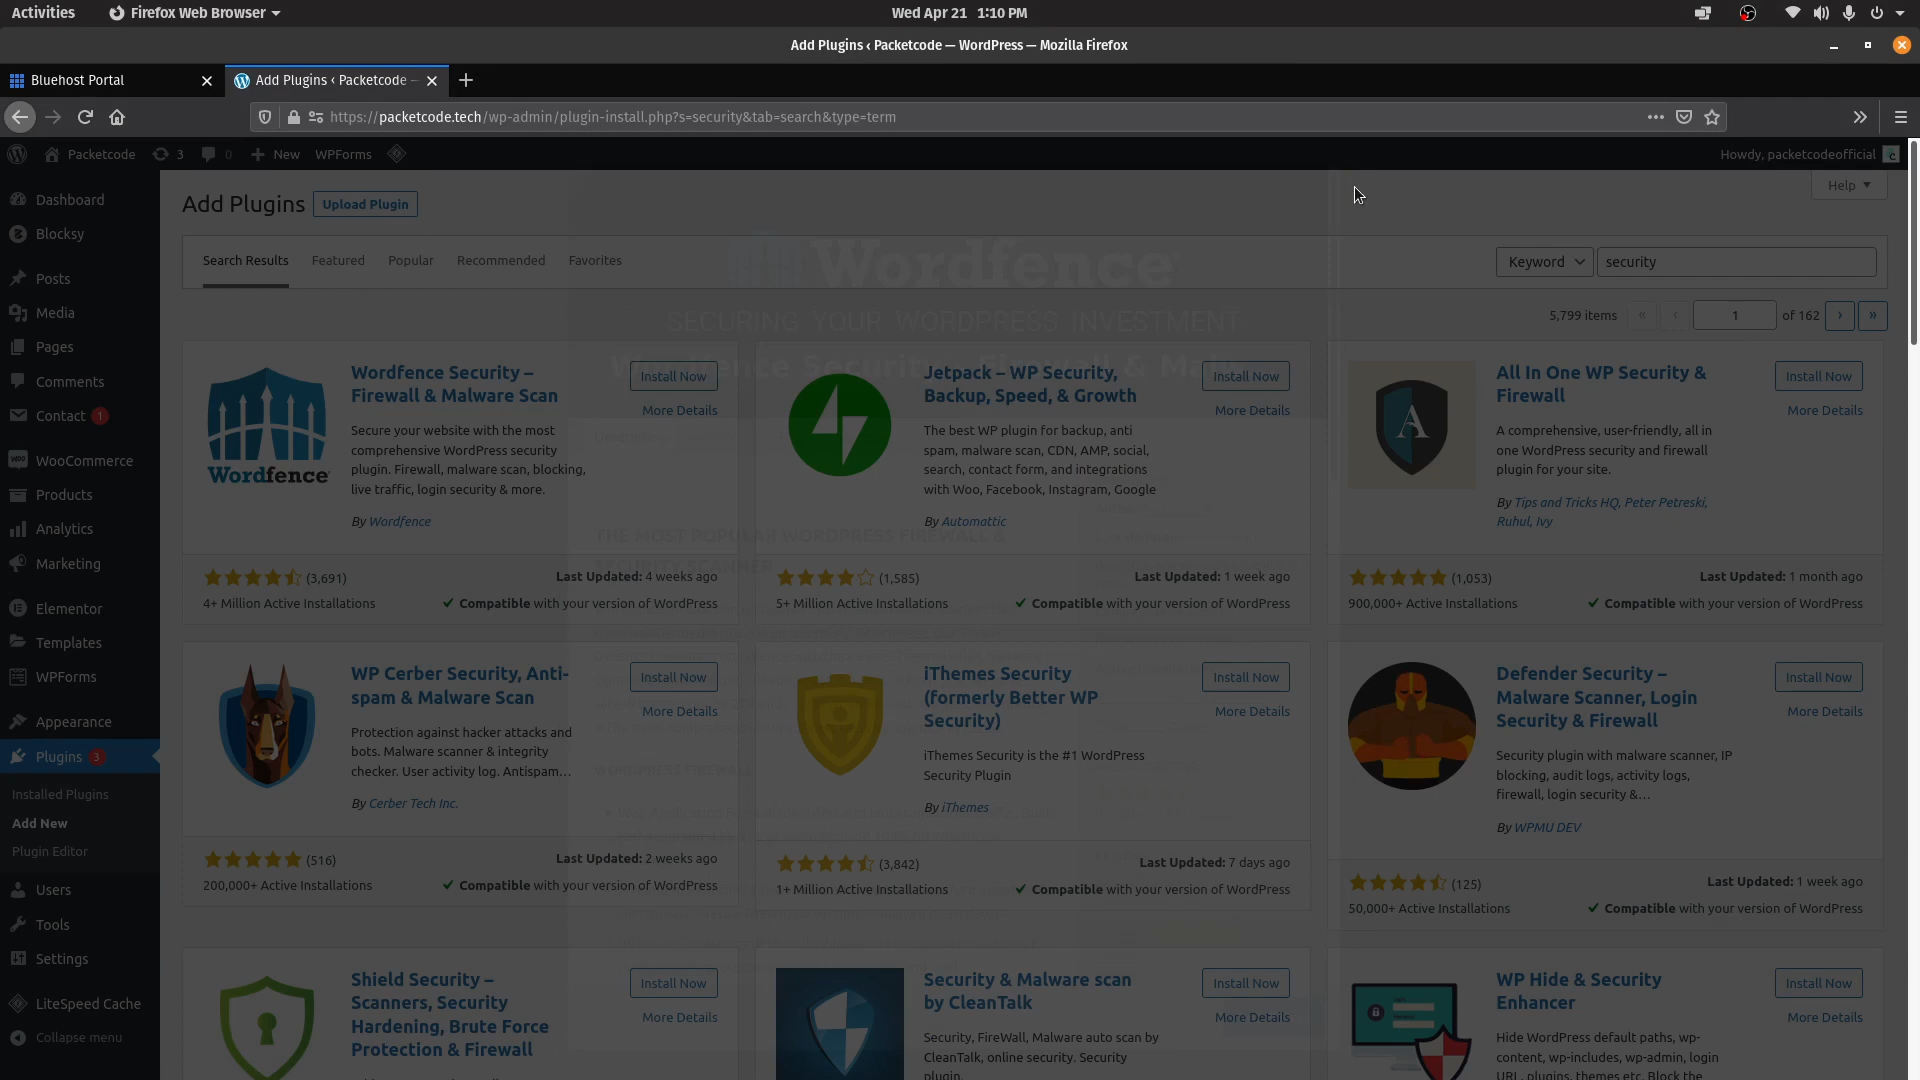 Activities
Firefox Web Browser
Wed Apr 21 1:10 PM
Add Plugins ‹ Packetcode — WordPress — Mozilla Firefox
Bluehost Portal
Add Plugins ‹ Packetcode —
https://packetcode.tech/wp-admin/plugin-install.php?s=security&tab=search&type=term
Packetcode
3
0
New
WPForms
Howdy, packetcodeofficial
Dashboard
Blocksy
Posts
Media
Pages
Comments
Contact 1
WooCommerce
Products
Analytics
Marketing
Elementor
Templates
WPForms
Appearance
Plugins 3
Installed Plugins
Add New
Plugin Editor
Users
Tools
Settings
LiteSpeed Cache
Collapse menu
Add Plugins
Upload Plugin
Help
Search Results
Featured
Popular
Recommended
Favorites
Keyword
security
5,799 items
«
‹
1
of 162
›
»
Wordfence
SECURING YOUR WORDPRESS INVESTMENT
Wordfence
Wordfence Security –
Firewall & Malware Scan
Install Now
More Details
Secure your website with the most
comprehensive WordPress security
plugin. Firewall, malware scan, blocking,
live traffic, login security & more.
By Wordfence
(3,691)
Last Updated: 4 weeks ago
4+ Million Active Installations
Compatible with your version of WordPress
Jetpack – WP Security,
Backup, Speed, & Growth
Install Now
More Details
The best WP plugin for backup, anti
spam, malware scan, CDN, AMP, social,
search, contact form, and integrations
with Woo, Facebook, Instagram, Google
By Automattic
(1,585)
Last Updated: 1 week ago
5+ Million Active Installations
Compatible with your version of WordPress
A
All In One WP Security &
Firewall
Install Now
More Details
A comprehensive, user-friendly, all in
one WordPress security and firewall
plugin for your site.
By Tips and Tricks HQ, Peter Petreski,
Ruhul, Ivy
(1,053)
Last Updated: 1 month ago
900,000+ Active Installations
Compatible with your version of WordPress
THE MOST POPULAR WORDPRESS FIREWALL &
SECURITY SCANNER
WP Cerber Security, Anti-
spam & Malware Scan
Install Now
More Details
Protection against hacker attacks and
bots. Malware scanner & integrity
checker. User activity log. Antispam…
By Cerber Tech Inc.
(516)
Last Updated: 2 weeks ago
200,000+ Active Installations
Compatible with your version of WordPress
iThemes Security
(formerly Better WP
Security)
Install Now
More Details
iThemes Security is the #1 WordPress
Security Plugin
By iThemes
(3,842)
Last Updated: 7 days ago
1+ Million Active Installations
Compatible with your version of WordPress
Defender Security –
Malware Scanner, Login
Security & Firewall
Install Now
More Details
Security plugin with malware scanner, IP
blocking, audit logs, activity logs,
firewall, login security &…
By WPMU DEV
(125)
Last Updated: 1 week ago
50,000+ Active Installations
Compatible with your version of WordPress
WORDPRESS FIREWALL
Shield Security –
Scanners, Security
Hardening, Brute Force
Protection & Firewall
Install Now
More Details
Security & Malware scan
by CleanTalk
Install Now
More Details
Security, FireWall, Malware auto scan by
CleanTalk, online security. Security
plugin.
WP Hide & Security
Enhancer
Install Now
More Details
Hide WordPress default paths, wp-
content, wp-includes, wp-admin, login
URL, plugins, themes etc. Block the